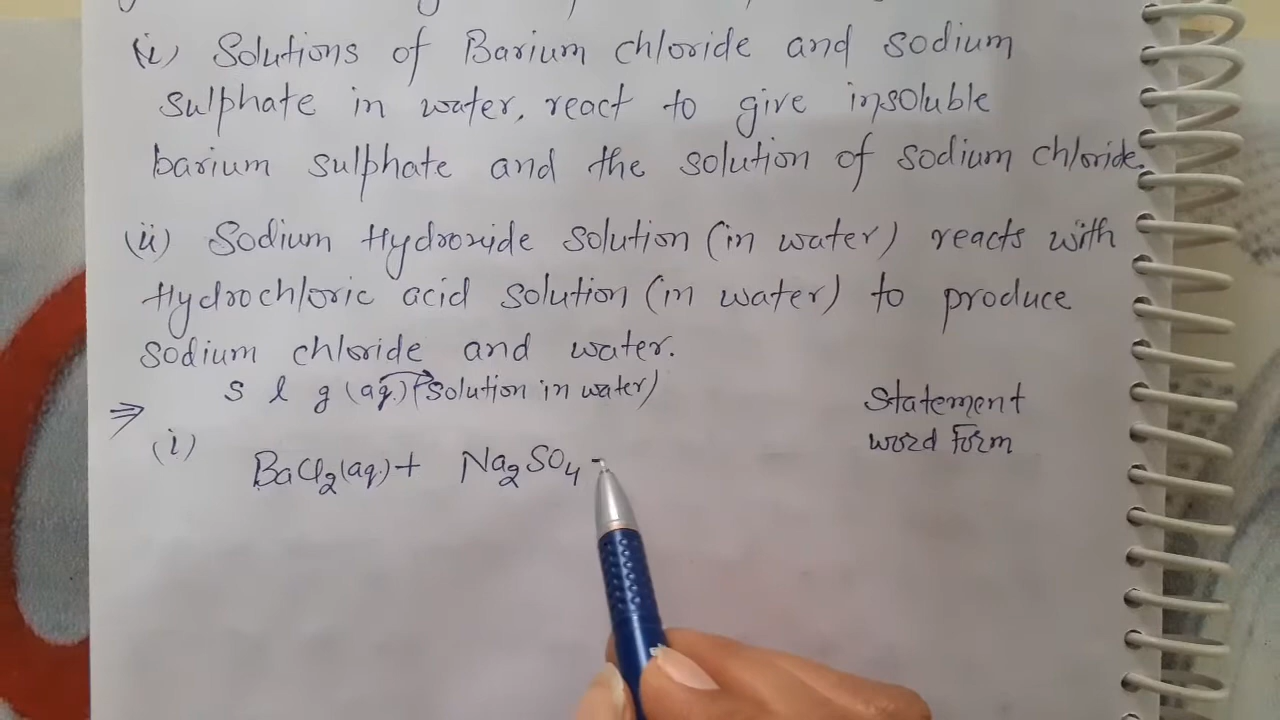 (i) Solutions of Barium chloride and sodium
sulphate in water, react to give insoluble
barium sulphate and the solution of sodium chloride.
(ii) Sodium Hydroxide solution (in water) reacts with
Hydrochloric acid solution (in water) to produce
sodium chloride and water.
s l g (aq.) (solution in water)
Statement
⇒
word Form
(i)
BaCl₂(aq.) + Na₂SO₄